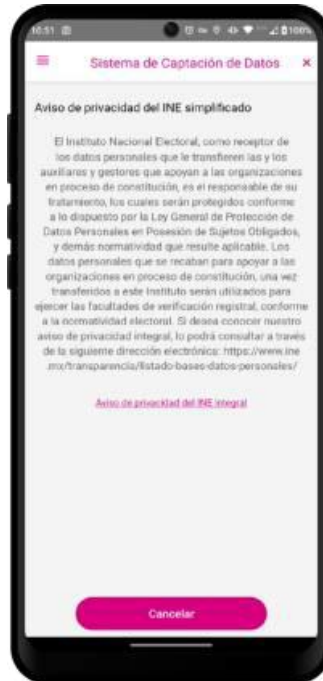 10:51
100%
Sistema de Captación de Datos ×
Aviso de privacidad del INE simplificado
El Instituto Nacional Electoral, como receptor de
los datos personales que le transfieren las y los
auxiliares y gestores que apoyan a las organizaciones
en proceso de constitución, es el responsable de su
tratamiento, los cuales serán protegidos conforme
a lo dispuesto por la Ley General de Protección de
Datos Personales en Posesión de Sujetos Obligados,
y demás normatividad que resulte aplicable. Los
datos personales que se recaban para apoyar a las
organizaciones en proceso de constitución, una vez
transferidos a este Instituto serán utilizados para
ejercer las facultades de verificación registral, conforme
a la normatividad electoral. Si desea conocer nuestro
aviso de privacidad integral, lo podrá consultar a través
de la siguiente dirección electrónica: https://www.ine
.mx/transparencia/listado-bases-datos-personales/
Aviso de privacidad del INE integral
Cancelar